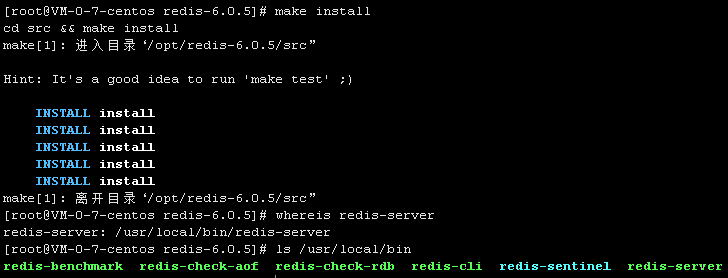 [root@VM-0-7-centos redis-6.0.5]# make install
cd src && make install
make[1]: 进入目录‘/opt/redis-6.0.5/src”
Hint: It's a good idea to run 'make test' ;)
INSTALL install
INSTALL install
INSTALL install
INSTALL install
INSTALL install
make[1]: 离开目录‘/opt/redis-6.0.5/src”
[root@VM-0-7-centos redis-6.0.5]# whereis redis-server
redis-server: /usr/local/bin/redis-server
[root@VM-0-7-centos redis-6.0.5]# ls /usr/local/bin
redis-benchmark redis-check-aof redis-check-rdb redis-cli redis-sentinel redis-server